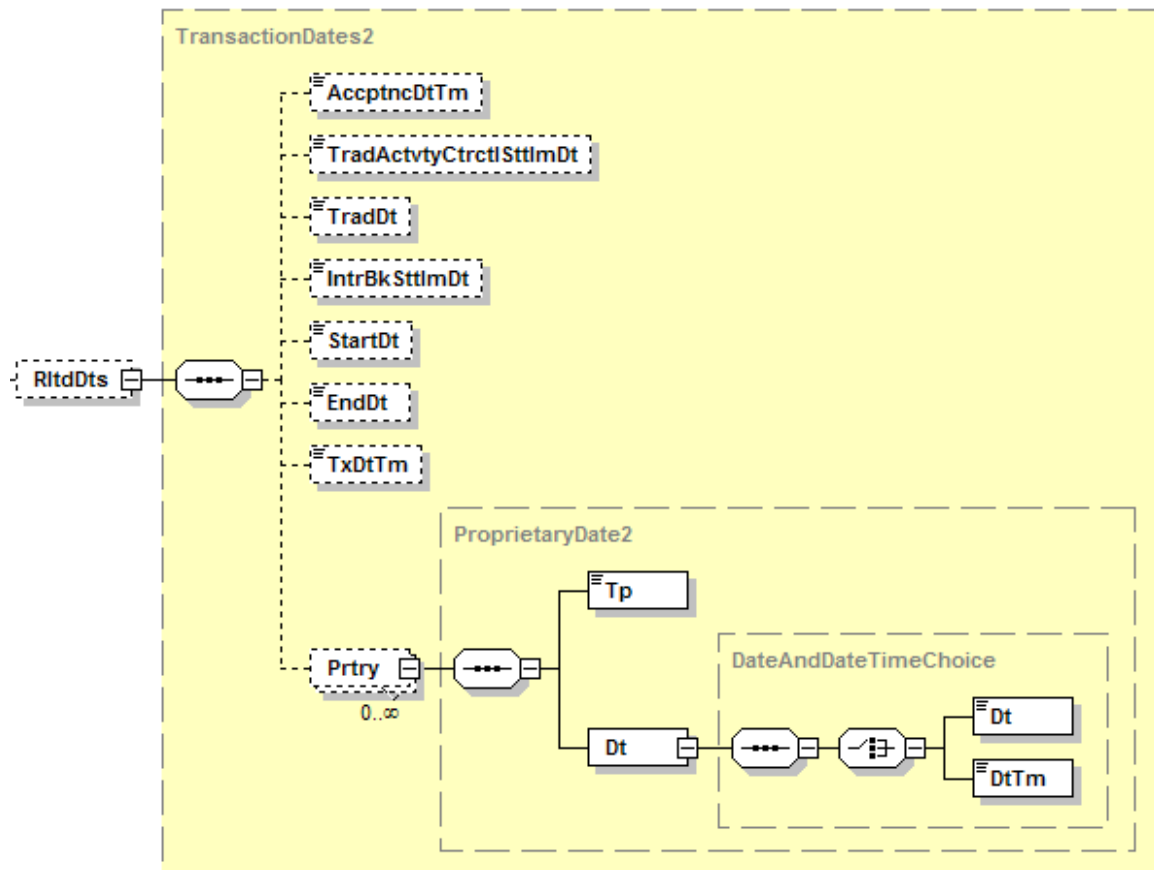 TransactionDates2
AccptncDtTm
TradActvtyCtrctlSttlmDt
TradDt
IntrBkSttlmDt
StartDt
RltdDts
EndDt
TxDtTm
ProprietaryDate2
Tp
Prtry
0..∞
DateAndDateTimeChoice
Dt
Dt
DtTm